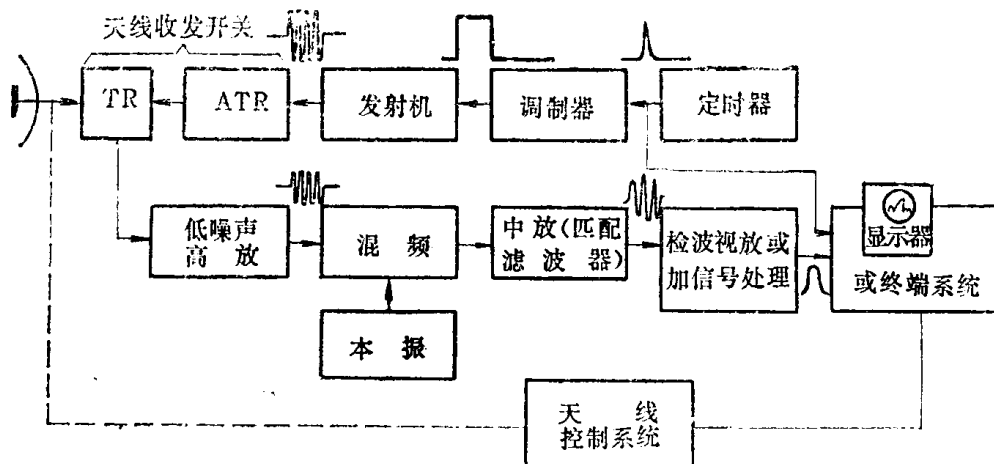 天线收发开关
TR
ATR
发射机
调制器
定时器
低噪声
高放
混频
中放(匹配
滤波器)
检波视放或
加信号处理
显示器
或终端系统
本振
天线
控制系统